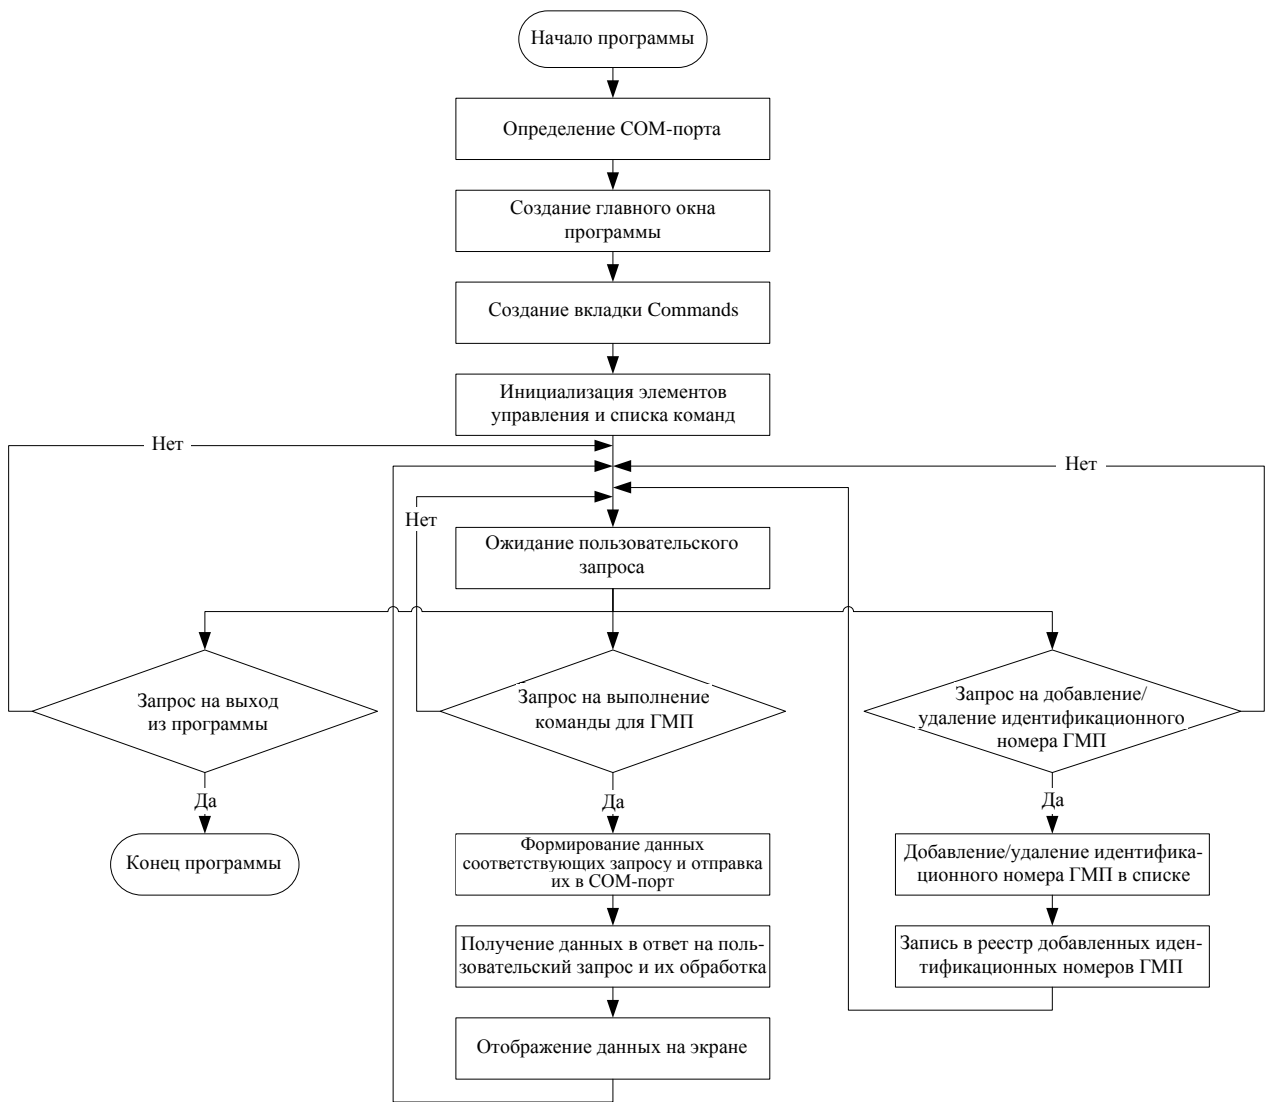 Начало программы
Определение COM-порта
Создание главного окна
программы
Создание вкладки Commands
Инициализация элементов
управления и списка команд
Нет
Нет
Нет
Ожидание пользовательского
запроса
Запрос на выход
из программы
Запрос на выполнение
команды для ГМП
Запрос на добавление/
удаление идентификационного
номера ГМП
Да
Да
Да
Конец программы
Формирование данных
соответствующих запросу и отправка
их в COM-порт
Добавление/удаление идентифика-
ционного номера ГМП в списке
Получение данных в ответ на поль-
зовательский запрос и их обработка
Запись в реестр добавленных иден-
тификационных номеров ГМП
Отображение данных на экране